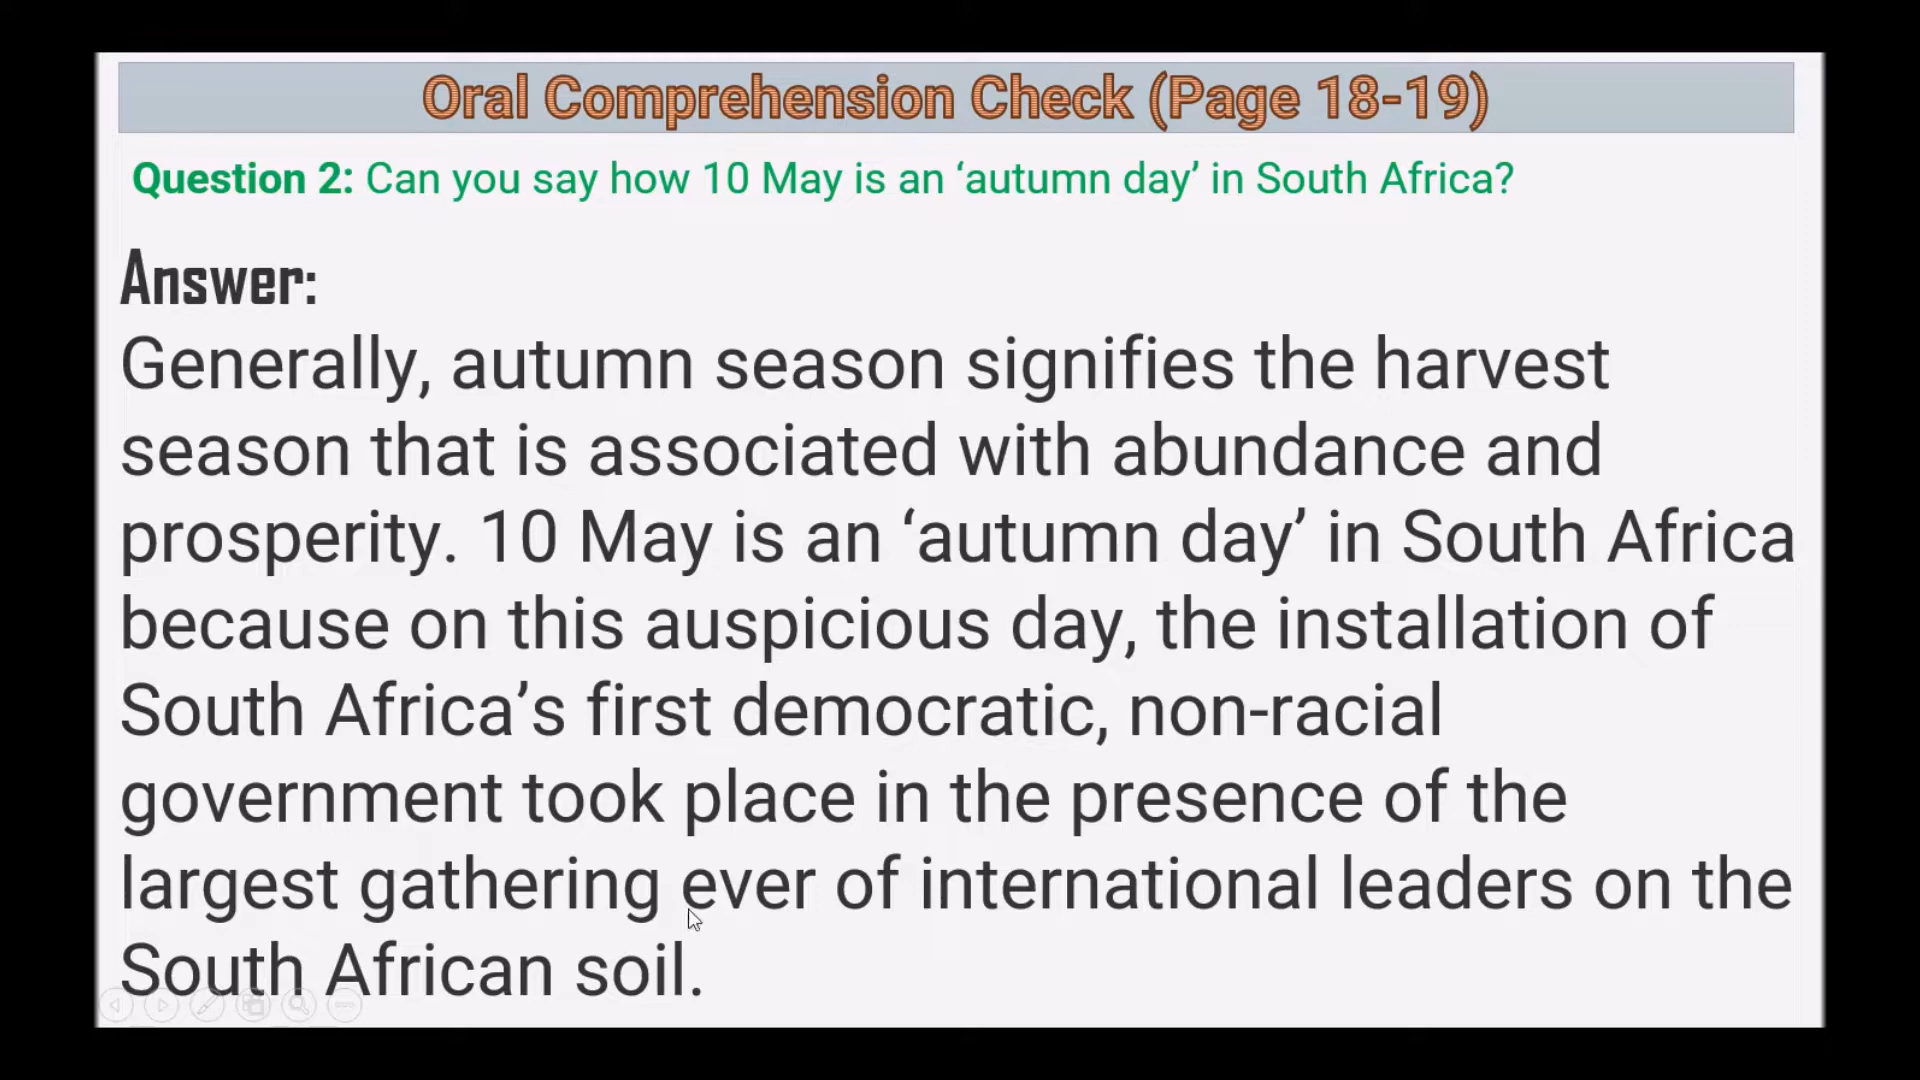 Oral Comprehension Check (Page 18-19)
Question 2: Can you say how 10 May is an ‘autumn day’ in South Africa?
Answer:
Generally, autumn season signifies the harvest
season that is associated with abundance and
prosperity. 10 May is an ‘autumn day’ in South Africa
because on this auspicious day, the installation of
South Africa’s first democratic, non-racial
government took place in the presence of the
largest gathering ever of international leaders on the
South African soil.